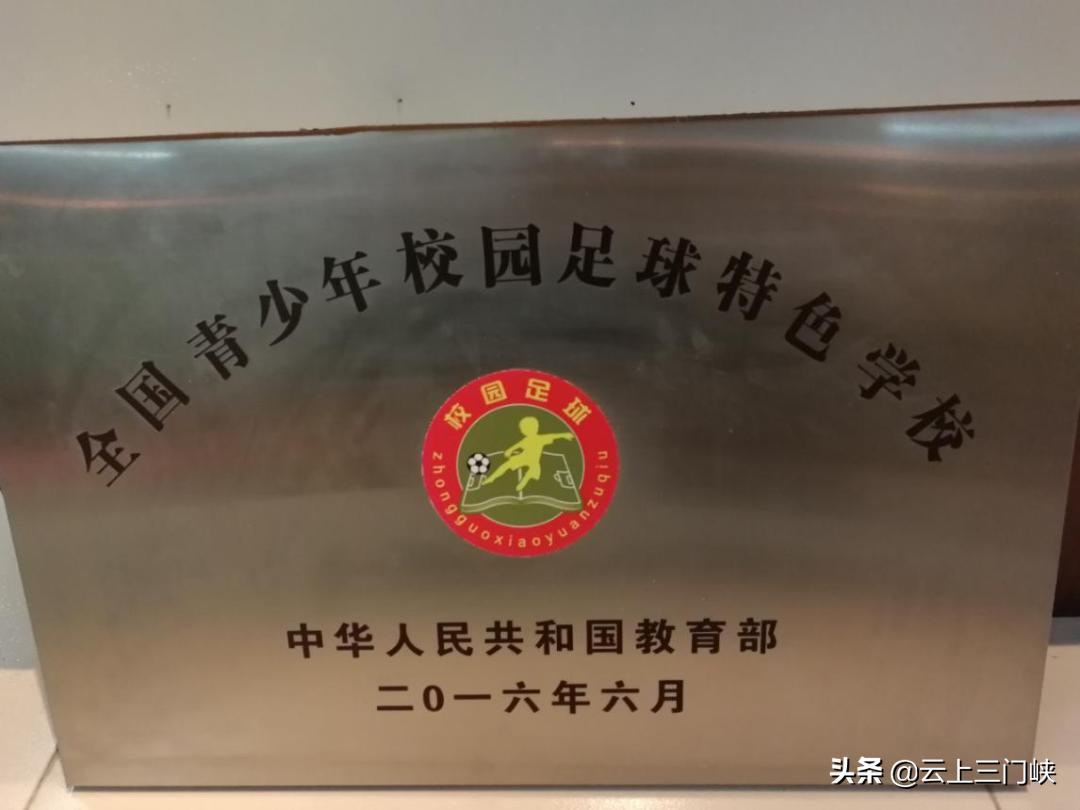 全国青少年校园足球特色学校
校园足球
zhongguoxiaoyuanzuqiu
中华人民共和国教育部
二0一六年六月
头条 @云上三门峡